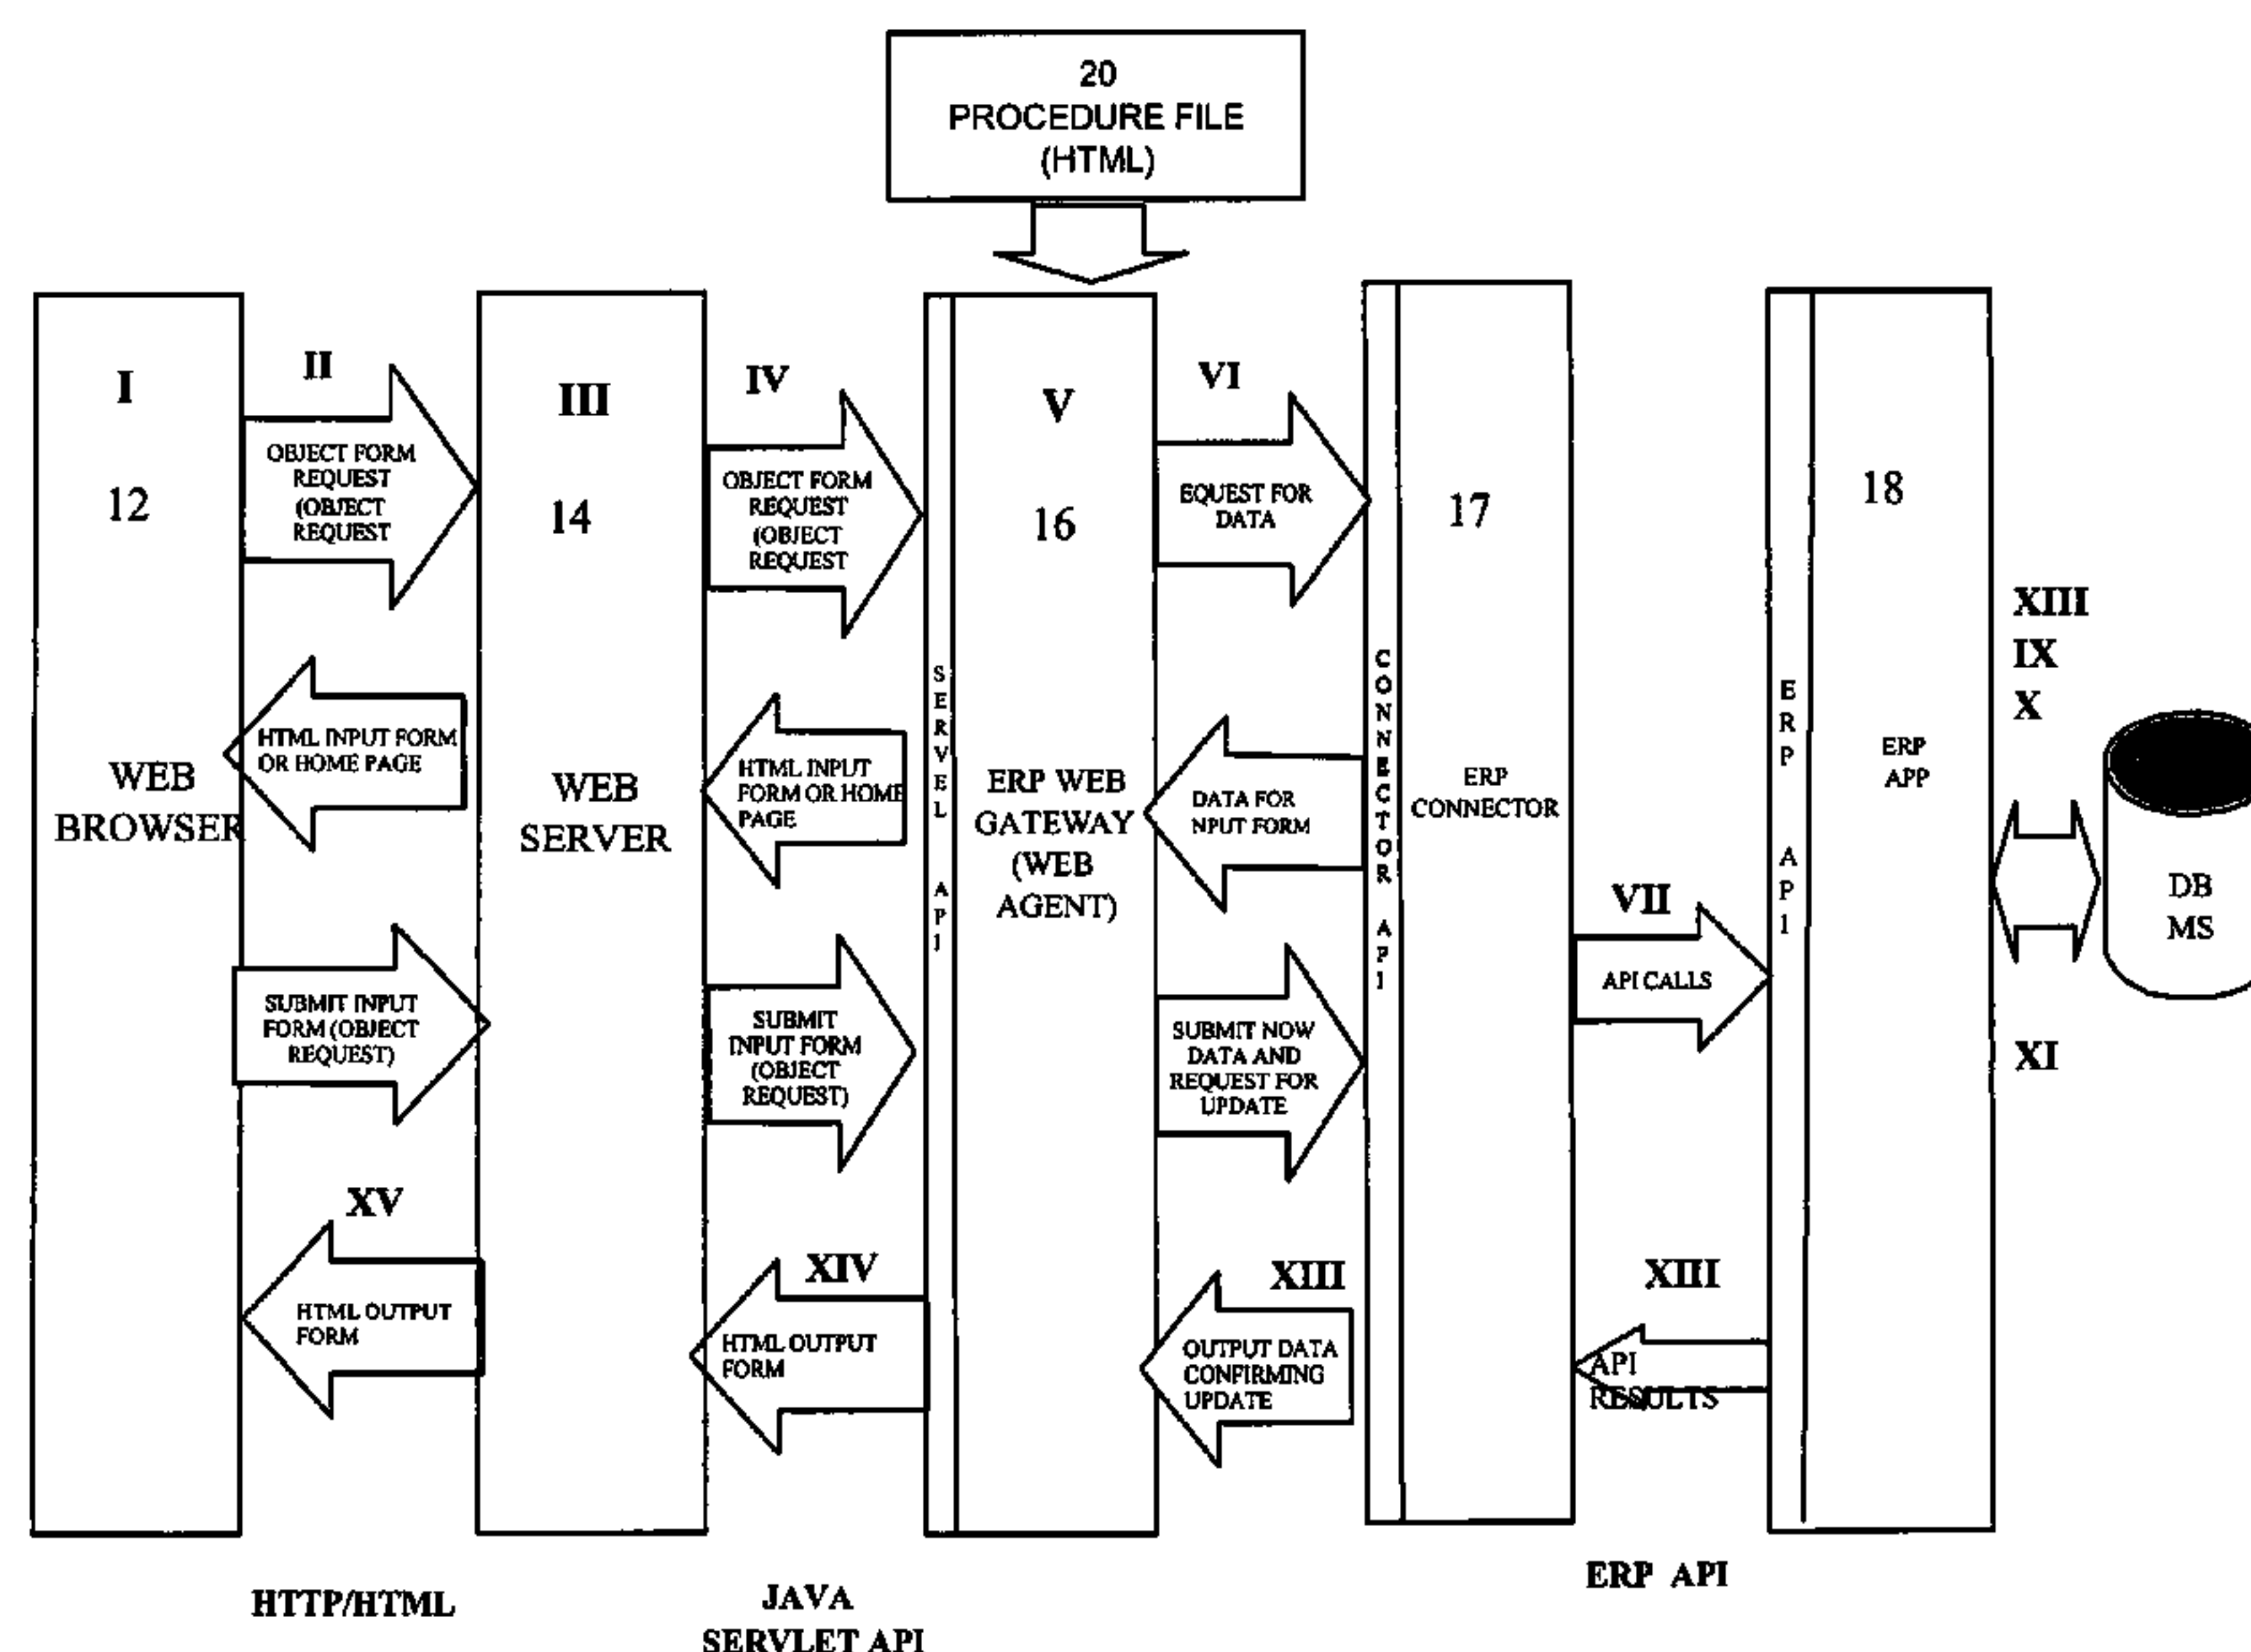 20
PROCEDURE FILE
(HTML)
I
12
WEB
BROWSER
II
OBJECT FORM
REQUEST
(OBJECT
REQUEST
HTML INPUT FORM
OR HOME PAGE
SUBMIT INPUT
FORM (OBJECT
REQUEST)
XV
HTML OUTPUT
FORM
III
14
WEB
SERVER
IV
OBJECT FORM
REQUEST
(OBJECT
REQUEST
HTML INPUT
FORM OR HOME
PAGE
SUBMIT
INPUT FORM
(OBJECT
REQUEST)
XIV
HTML OUTPUT
FORM
SERVEL API
V
16
ERP WEB
GATEWAY
(WEB
AGENT)
VI
EQUEST FOR
DATA
DATA FOR
NPUT FORM
SUBMIT NOW
DATA AND
REQUEST FOR
UPDATE
XIII
OUTPUT DATA
CONFIRMING
UPDATE
CONNECTOR API
17
ERP
CONNECTOR
VII
API CALLS
XIII
API
RESULTS
ERP API
18
ERP
APP
XIII
IX
X
DB
MS
XI
HTTP/HTML
JAVA
SERVLET API
ERP API